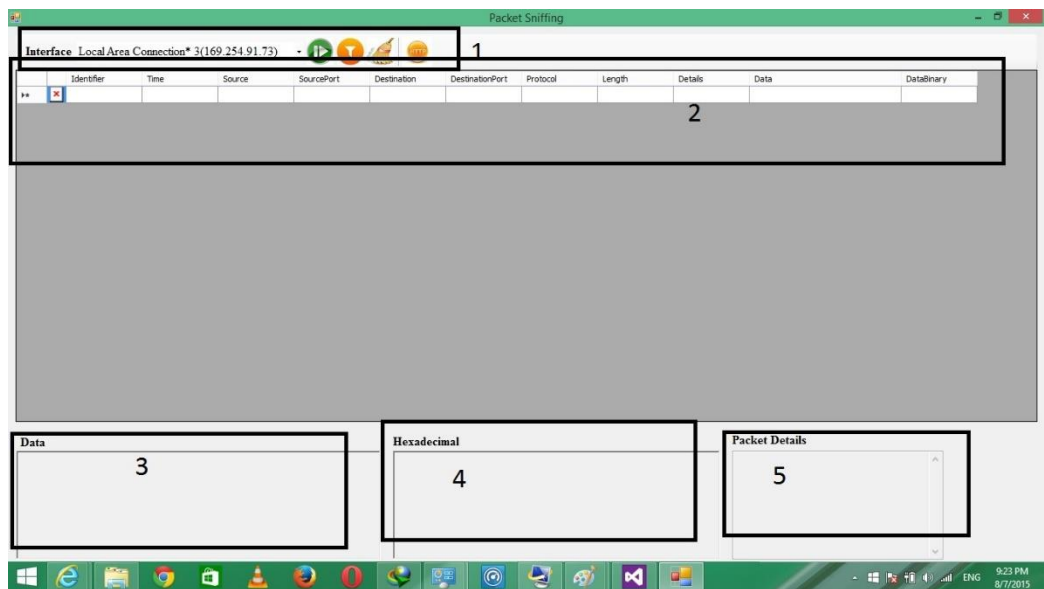 Packet Sniffing
Interface Local Area Connection* 3(169.254.91.73)
1
Identifier Time Source SourcePort Destination DestinationPort Protocol Length Details Data DataBinary
2
Data
Hexadecimal
Packet Details
3
4
5
ENG
9:23 PM
8/7/2015